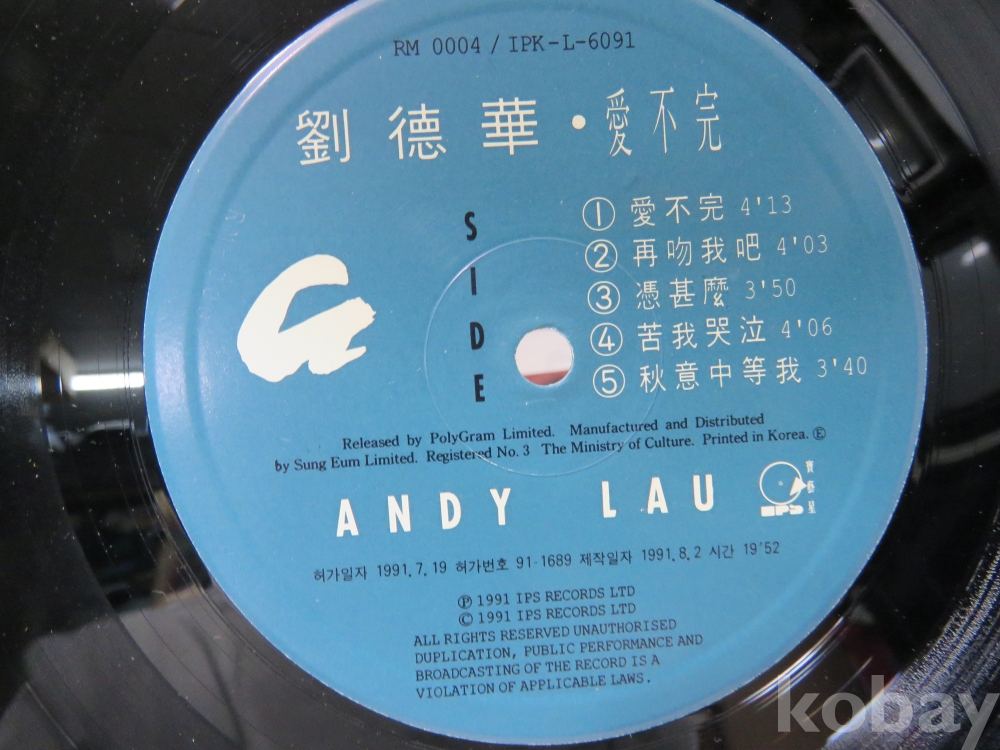 RM 0004 / IPK-L-6091
劉德華·愛不完
SIDE
① 愛不完 4'13
② 再吻我吧 4'03
③ 憑甚麼 3'50
④ 苦我哭泣 4'06
⑤ 秋意中等我 3'40
Released by PolyGram Limited. Manufactured and Distributed
by Sung Eum Limited. Registered No. 3 The Ministry of Culture. Printed in Korea. Ⓔ
ANDY LAU
IPS
寶藝星
허가일자 1991.7.19 허가번호 91-1689 제작일자 1991.8.2 시간 19'52
Ⓟ 1991 IPS RECORDS LTD
© 1991 IPS RECORDS LTD
ALL RIGHTS RESERVED UNAUTHORISED
DUPLICATION, PUBLIC PERFORMANCE AND
BROADCASTING OF THE RECORD IS A
VIOLATION OF APPLICABLE LAWS.
kobay